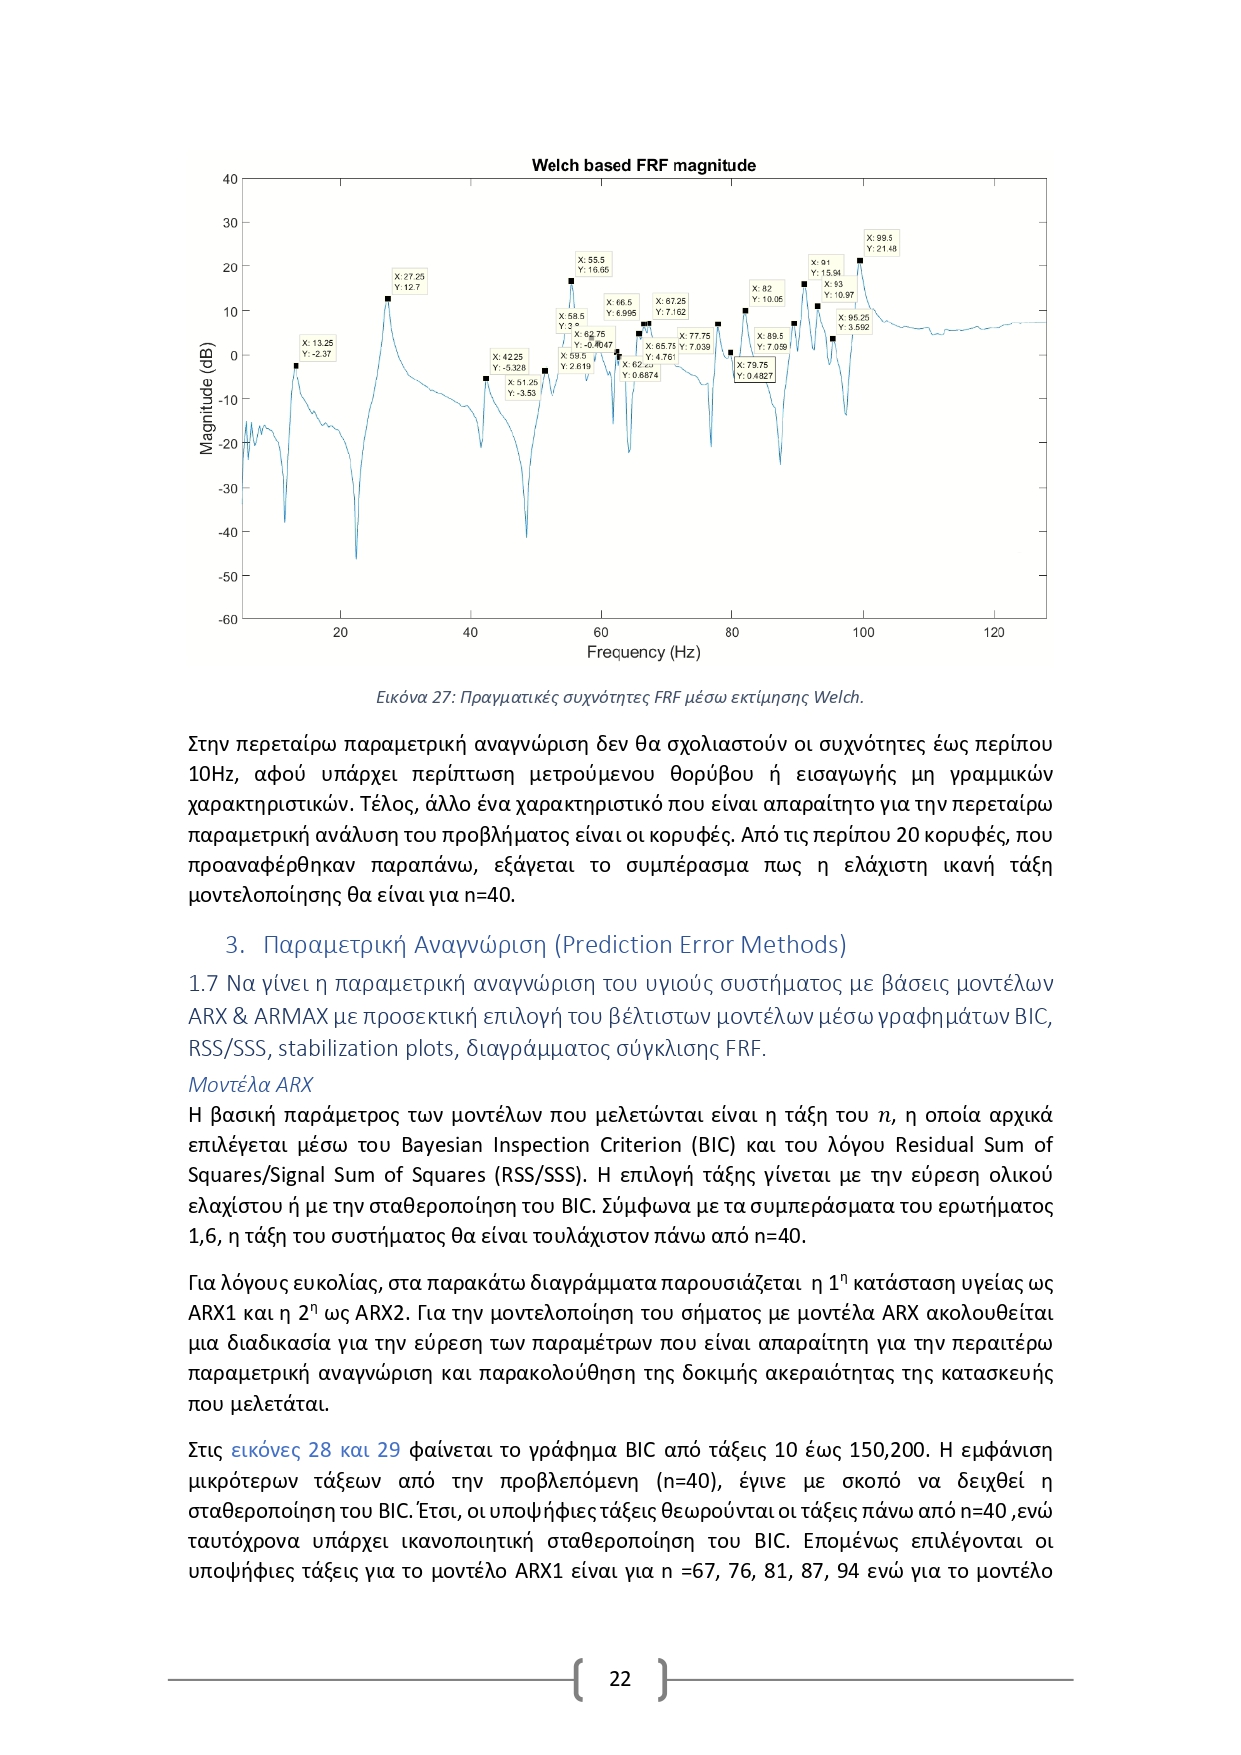 Welch based FRF magnitude
40
30
20
10
0
-10
-20
-30
-40
-50
-60
Magnitude (dB)
X: 13.25
Y: -2.37
X: 27.25
Y: 12.7
X: 42.25
Y: -5.328
X: 51.25
Y: -3.53
X: 55.5
Y: 16.65
X: 58.5
X: 62.75
Y: -0.4047
X: 59.5
Y: 2.619
X: 66.5
Y: 6.995
X: 67.25
Y: 7.162
X: 65.75
Y: 4.761
Y: 0.6874
X: 77.75
Y: 7.039
X: 82
Y: 10.05
X: 79.75
Y: 0.4827
X: 89.5
Y: 7.059
X: 91
Y: 15.94
X: 93
Y: 10.97
X: 95.25
Y: 3.592
X: 99.5
Y: 21.48
20 40 60 80 100 120
Frequency (Hz)
Εικόνα 27: Πραγματικές συχνότητες FRF μέσω εκτίμησης Welch.
Στην περεταίρω παραμετρική αναγνώριση δεν θα σχολιαστούν οι συχνότητες έως περίπου
10Hz, αφού υπάρχει περίπτωση μετρούμενου θορύβου ή εισαγωγής μη γραμμικών
χαρακτηριστικών. Τέλος, άλλο ένα χαρακτηριστικό που είναι απαραίτητο για την περεταίρω
παραμετρική ανάλυση του προβλήματος είναι οι κορυφές. Από τις περίπου 20 κορυφές, που
προαναφέρθηκαν παραπάνω, εξάγεται το συμπέρασμα πως η ελάχιστη ικανή τάξη
μοντελοποίησης θα είναι για n=40.
3. Παραμετρική Αναγνώριση (Prediction Error Methods)
1.7 Να γίνει η παραμετρική αναγνώριση του υγιούς συστήματος με βάσεις μοντέλων
ARX & ARMAX με προσεκτική επιλογή του βέλτιστων μοντέλων μέσω γραφημάτων BIC,
RSS/SSS, stabilization plots, διαγράμματος σύγκλισης FRF.
Μοντέλα ARX
Η βασική παράμετρος των μοντέλων που μελετώνται είναι η τάξη του n, η οποία αρχικά
επιλέγεται μέσω του Bayesian Inspection Criterion (BIC) και του λόγου Residual Sum of
Squares/Signal Sum of Squares (RSS/SSS). Η επιλογή τάξης γίνεται με την εύρεση ολικού
ελαχίστου ή με την σταθεροποίηση του BIC. Σύμφωνα με τα συμπεράσματα του ερωτήματος
1,6, η τάξη του συστήματος θα είναι τουλάχιστον πάνω από n=40.
Για λόγους ευκολίας, στα παρακάτω διαγράμματα παρουσιάζεται η 1η κατάσταση υγείας ως
ARX1 και η 2η ως ARX2. Για την μοντελοποίηση του σήματος με μοντέλα ARX ακολουθείται
μια διαδικασία για την εύρεση των παραμέτρων που είναι απαραίτητη για την περαιτέρω
παραμετρική αναγνώριση και παρακολούθηση της δοκιμής ακεραιότητας της κατασκευής
που μελετάται.
Στις εικόνες 28 και 29 φαίνεται το γράφημα BIC από τάξεις 10 έως 150,200. Η εμφάνιση
μικρότερων τάξεων από την προβλεπόμενη (n=40), έγινε με σκοπό να δειχθεί η
σταθεροποίηση του BIC. Έτσι, οι υποψήφιες τάξεις θεωρούνται οι τάξεις πάνω από n=40 ,ενώ
ταυτόχρονα υπάρχει ικανοποιητική σταθεροποίηση του BIC. Επομένως επιλέγονται οι
υποψήφιες τάξεις για το μοντέλο ARX1 είναι για n =67, 76, 81, 87, 94 ενώ για το μοντέλο
22